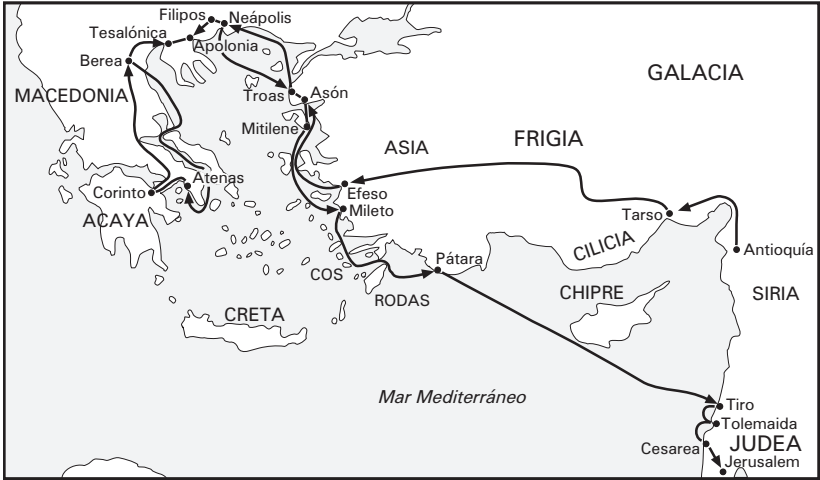 Filipos
Neápolis
Tesalónica
Apolonia
Berea
GALACIA
Troas
Asón
MACEDONIA
Mitilene
FRIGIA
ASIA
Atenas
Corinto
Efeso
Mileto
Tarso
ACAYA
CILICIA
Antioquía
Pátara
COS
RODAS
CHIPRE
SIRIA
CRETA
Mar Mediterráneo
Tiro
Tolemaida
Cesarea
JUDEA
Jerusalem